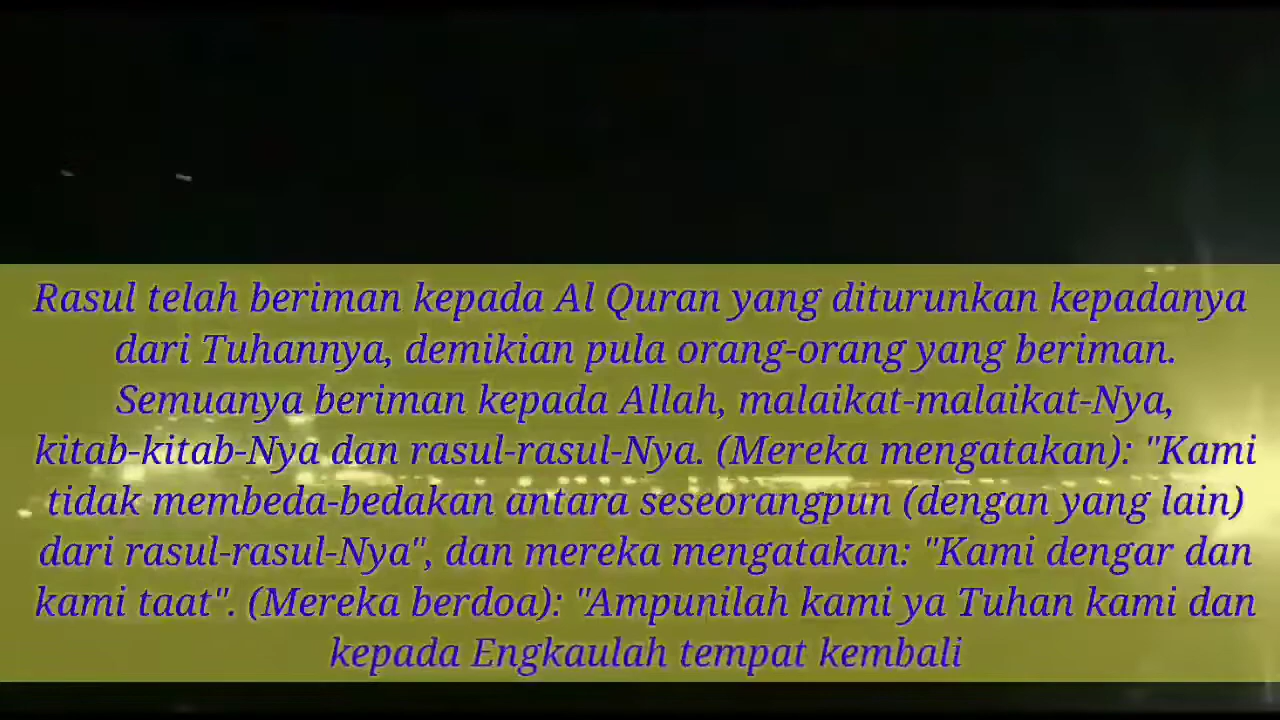 Rasul telah beriman kepada Al Quran yang diturunkan kepadanya
dari Tuhannya, demikian pula orang-orang yang beriman.
Semuanya beriman kepada Allah, malaikat-malaikat-Nya,
kitab-kitab-Nya dan rasul-rasul-Nya. (Mereka mengatakan): "Kami
tidak membeda-bedakan antara seseorangpun (dengan yang lain)
dari rasul-rasul-Nya", dan mereka mengatakan: "Kami dengar dan
kami taat". (Mereka berdoa): "Ampunilah kami ya Tuhan kami dan
kepada Engkaulah tempat kembali